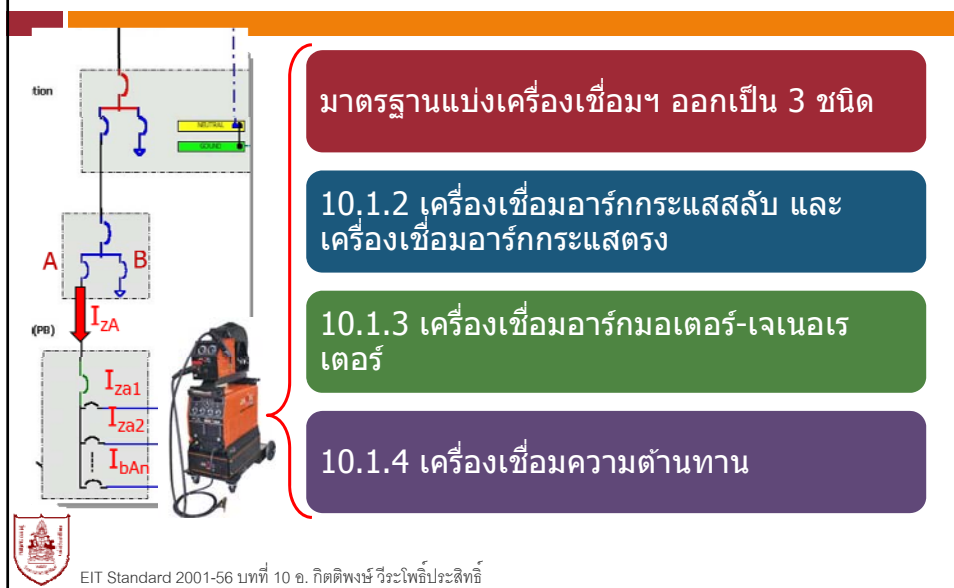 tion
NEUTRAL
GOUND
A
B
IzA
(PB)
Iza1
Iza2
IbAn
มาตรฐานแบ่งเครื่องเชื่อมฯ ออกเป็น 3 ชนิด
10.1.2 เครื่องเชื่อมอาร์กกระแสสลับ และ
เครื่องเชื่อมอาร์กกระแสตรง
10.1.3 เครื่องเชื่อมอาร์กมอเตอร์-เจเนอเร
เตอร์
10.1.4 เครื่องเชื่อมความต้านทาน
EIT Standard 2001-56 บทที่ 10 อ. กิตติพงษ์ วีระโพธิ์ประสิทธิ์